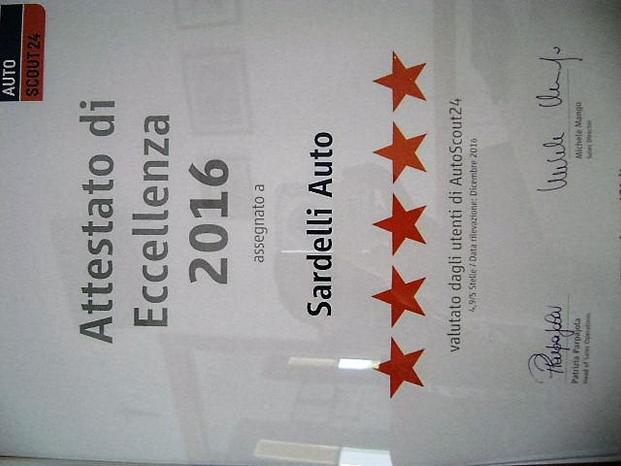 AUTO
SCOUT24
Attestato di
Eccellenza
2016
assegnato a
Sardelli Auto
valutato dagli utenti di AutoScout24
4,9/5 Stelle / Data rilevazione: Dicembre 2016
Patrizia Parpajola
Head of Sales Operations
Michele Mango
Sales Director